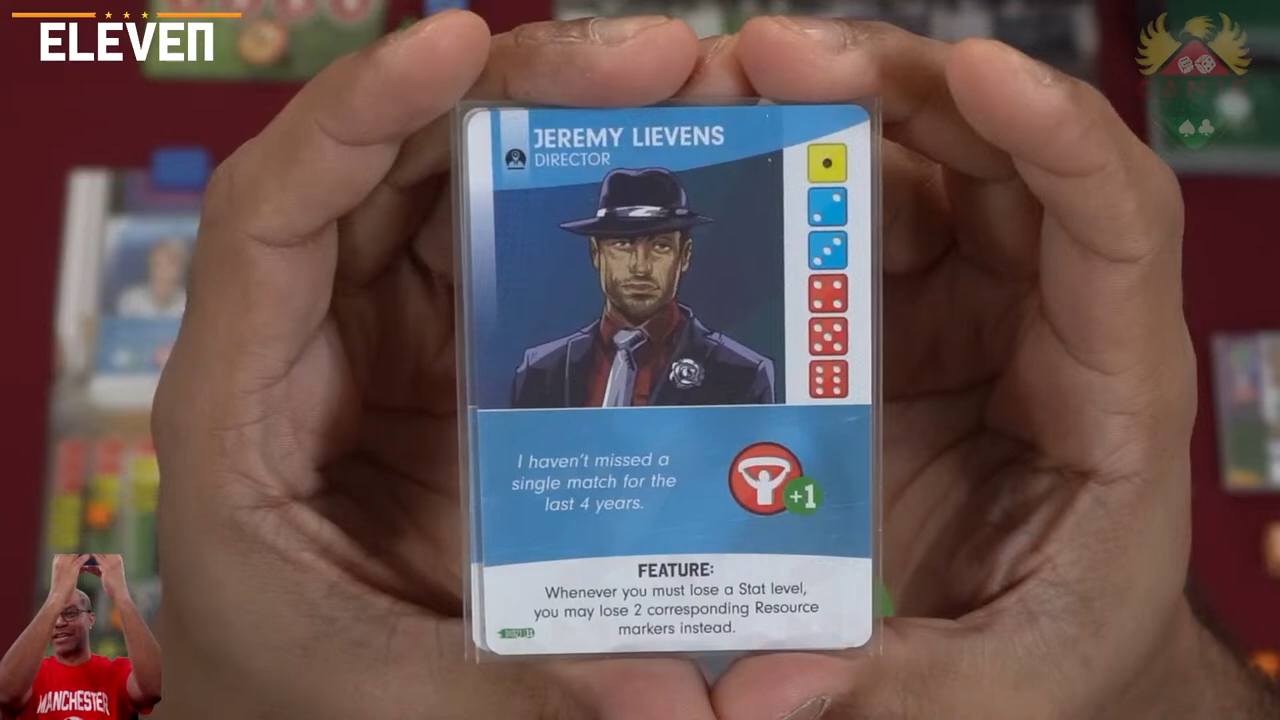 ELEVEN
JEREMY LIEVENS
DIRECTOR
I haven't missed a
single match for the
last 4 years.
+1
FEATURE:
Whenever you must lose a Stat level,
you may lose 2 corresponding Resource
markers instead.
MANCHESTER